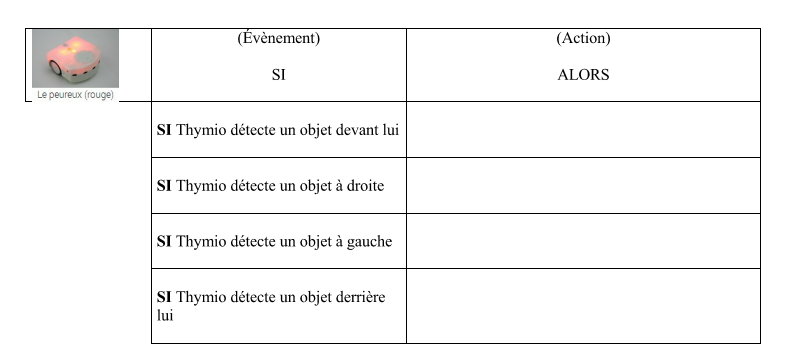 (Évènement)
SI
(Action)
ALORS
Le peureux (rouge)
SI Thymio détecte un objet devant lui
SI Thymio détecte un objet à droite
SI Thymio détecte un objet à gauche
SI Thymio détecte un objet derrière
lui